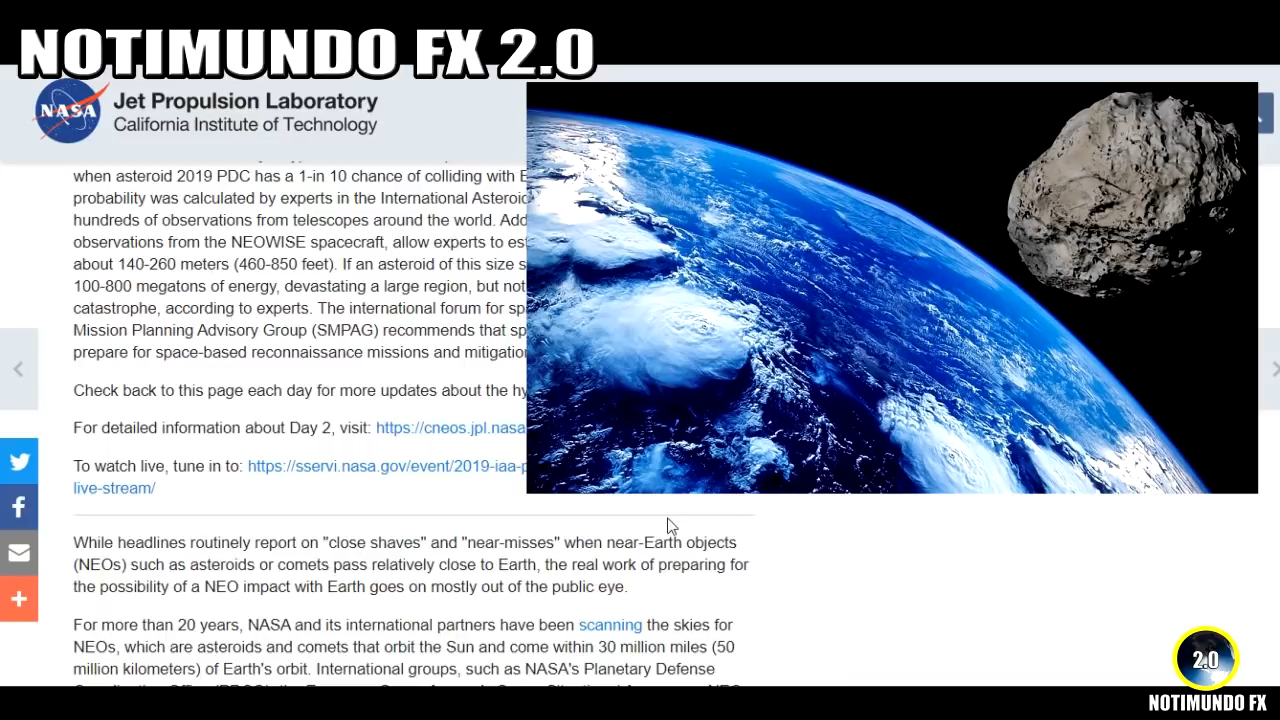 NOTIMUNDO FX 2.0
NASA
Jet Propulsion Laboratory
California Institute of Technology
when asteroid 2019 PDC has a 1-in 10 chance of colliding with E
probability was calculated by experts in the International Asteroid
hundreds of observations from telescopes around the world. Add
observations from the NEOWISE spacecraft, allow experts to est
about 140-260 meters (460-850 feet). If an asteroid of this size s
100-800 megatons of energy, devastating a large region, but not
catastrophe, according to experts. The international forum for sp
Mission Planning Advisory Group (SMPAG) recommends that sp
prepare for space-based reconnaissance missions and mitigation
Check back to this page each day for more updates about the hy
For detailed information about Day 2, visit: https://cneos.jpl.nasa
To watch live, tune in to: https://sservi.nasa.gov/event/2019-iaa-p
live-stream/
While headlines routinely report on "close shaves" and "near-misses" when near-Earth objects
(NEOs) such as asteroids or comets pass relatively close to Earth, the real work of preparing for
the possibility of a NEO impact with Earth goes on mostly out of the public eye.
For more than 20 years, NASA and its international partners have been scanning the skies for
NEOs, which are asteroids and comets that orbit the Sun and come within 30 million miles (50
million kilometers) of Earth's orbit. International groups, such as NASA's Planetary Defense
2.0
NOTIMUNDO FX